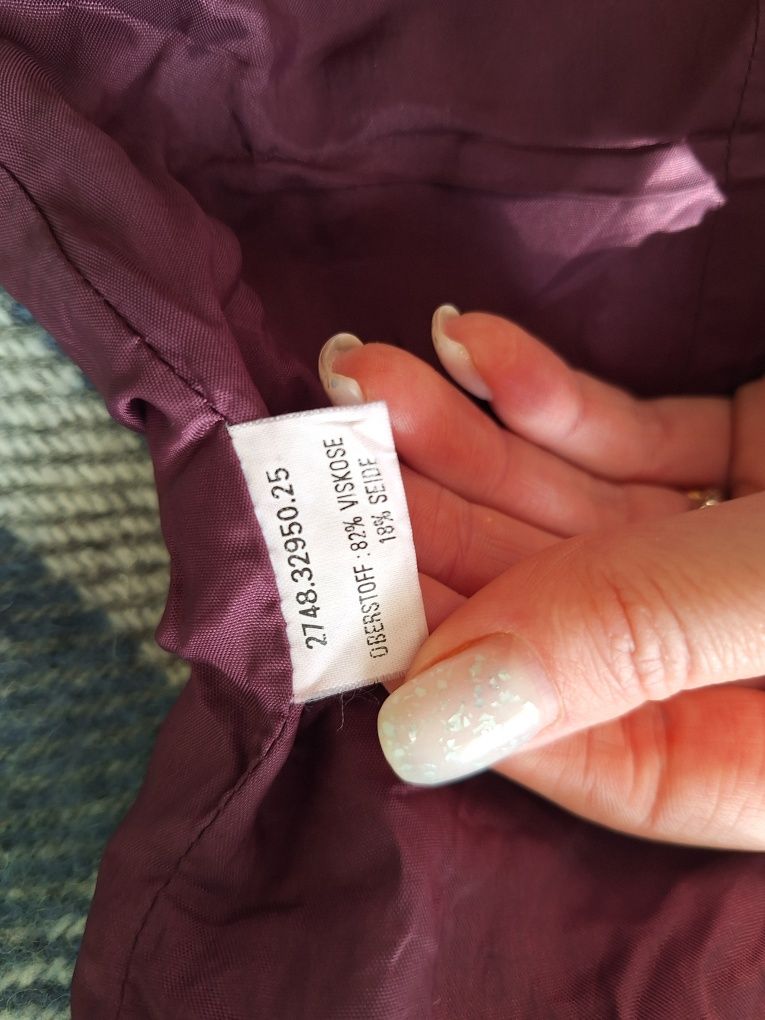 2748.32950.25
OBERSTOFF :82% VISKOSE
18% SEIDE